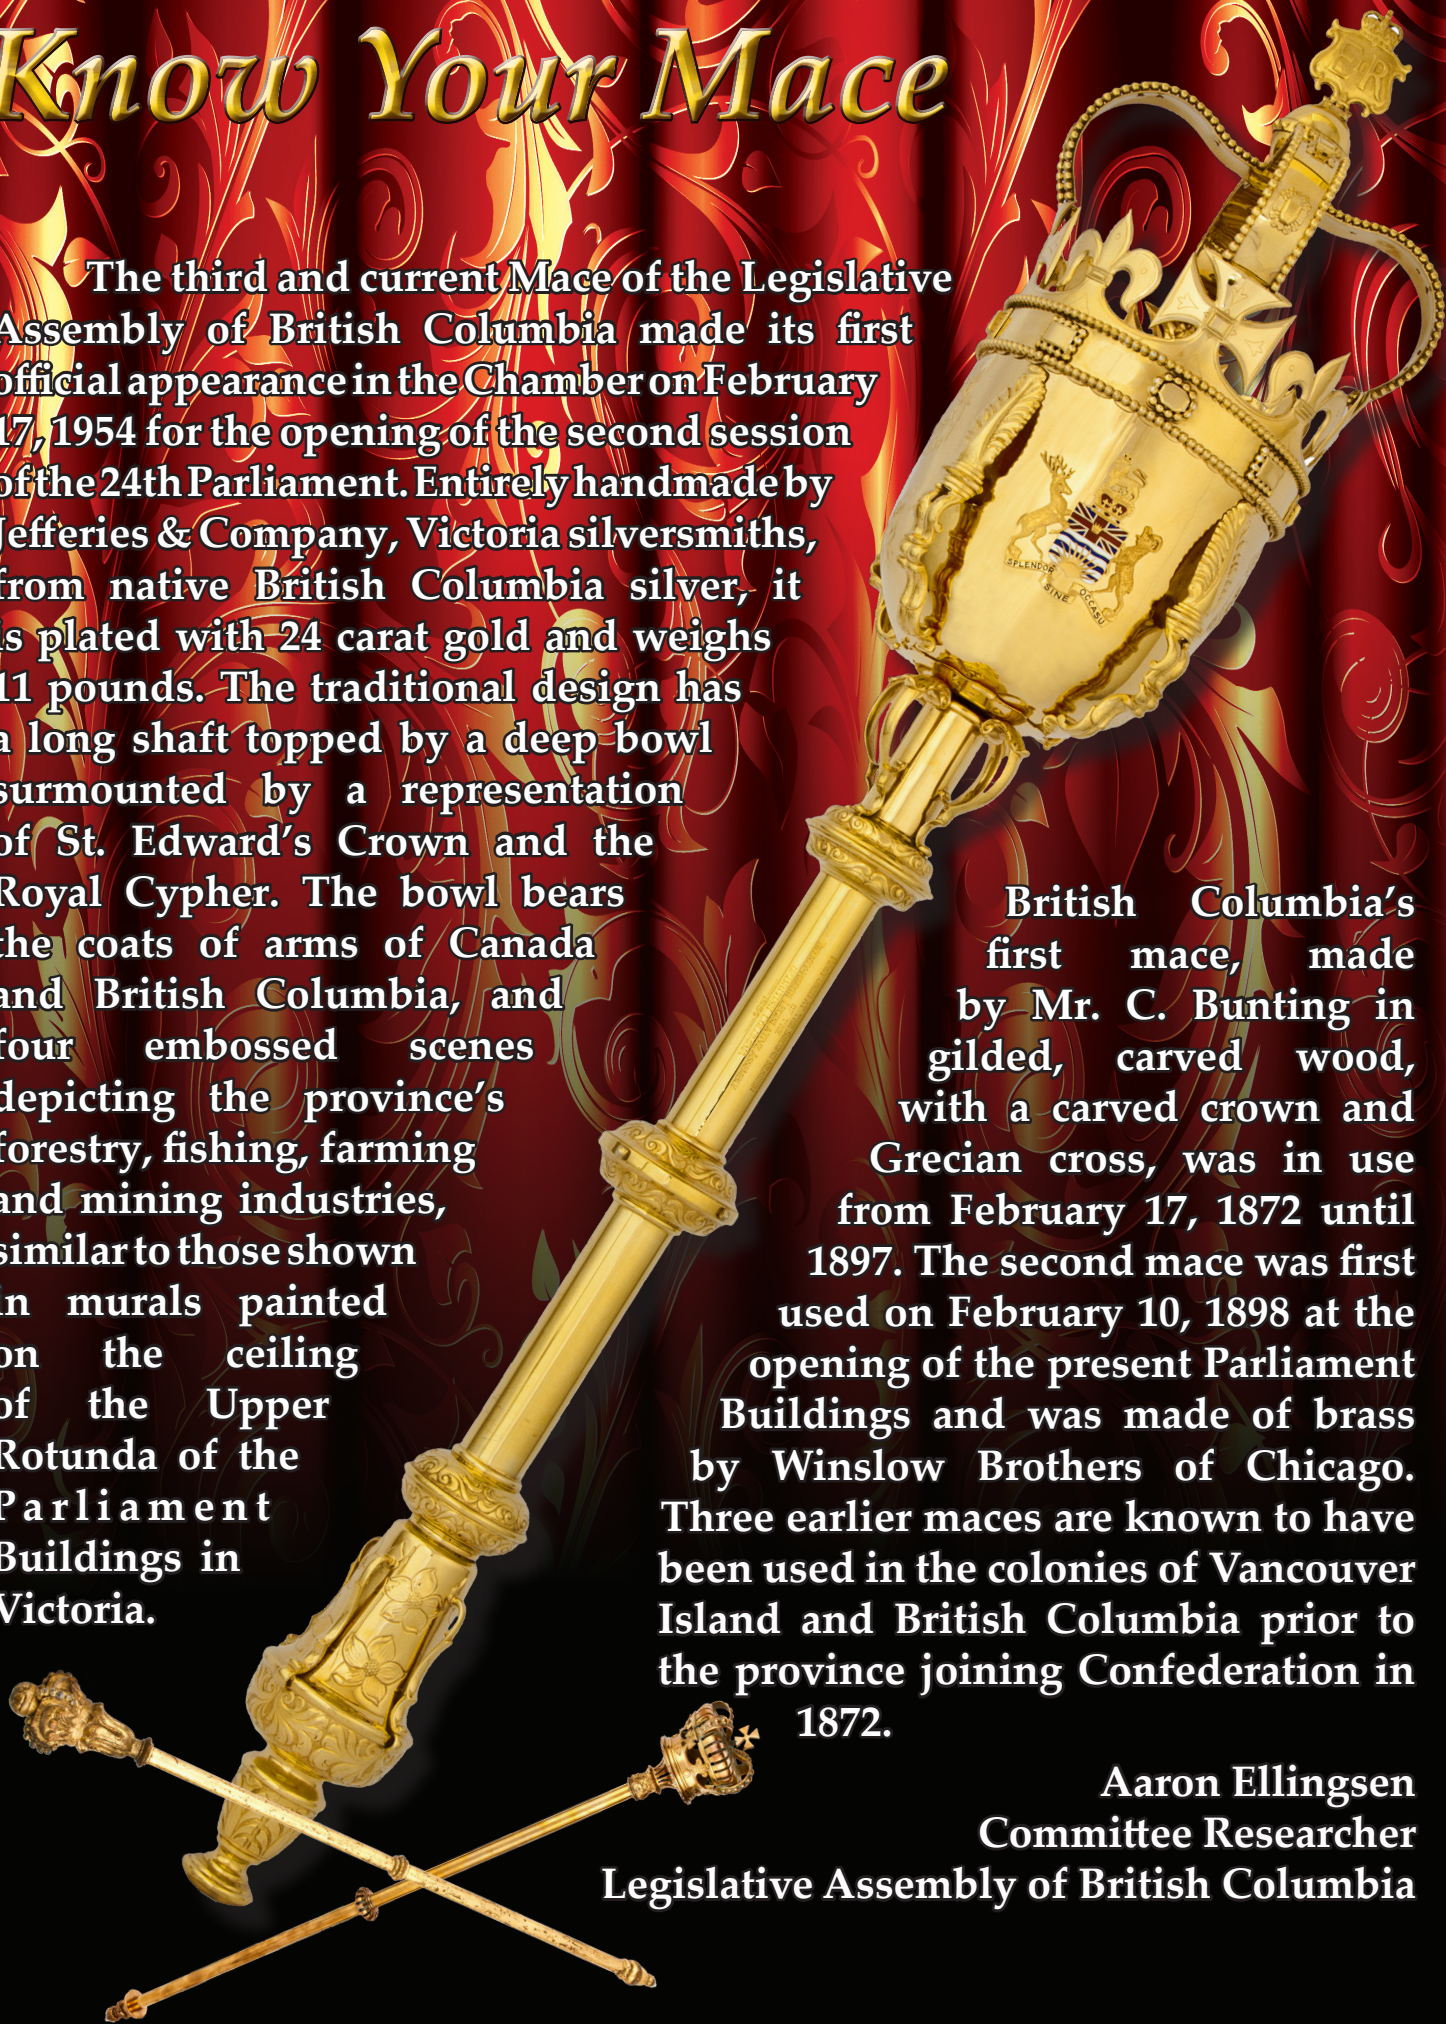 Know Your Mace
The third and current Mace of the Legislative
Assembly of British Columbia made its first
official appearance in the Chamber on February
17, 1954 for the opening of the second session
of the 24th Parliament. Entirely handmade by
Jefferies & Company, Victoria silversmiths,
from native British Columbia silver, it
is plated with 24 carat gold and weighs
11 pounds. The traditional design has
a long shaft topped by a deep bowl
surmounted by a representation
of St. Edward’s Crown and the
Royal Cypher. The bowl bears
the coats of arms of Canada
and British Columbia, and
four embossed scenes
depicting the province’s
forestry, fishing, farming
and mining industries,
similar to those shown
in murals painted
on the ceiling
of the Upper
Rotunda of the
Parliament
Buildings in
Victoria.
British Columbia’s
first mace, made
by Mr. C. Bunting in
gilded, carved wood,
with a carved crown and
Grecian cross, was in use
from February 17, 1872 until
1897. The second mace was first
used on February 10, 1898 at the
opening of the present Parliament
Buildings and was made of brass
by Winslow Brothers of Chicago.
Three earlier maces are known to have
been used in the colonies of Vancouver
Island and British Columbia prior to
the province joining Confederation in
1872.
Aaron Ellingsen
Committee Researcher
Legislative Assembly of British Columbia
EIIR
SPLENDOR
SINE
OCCASU